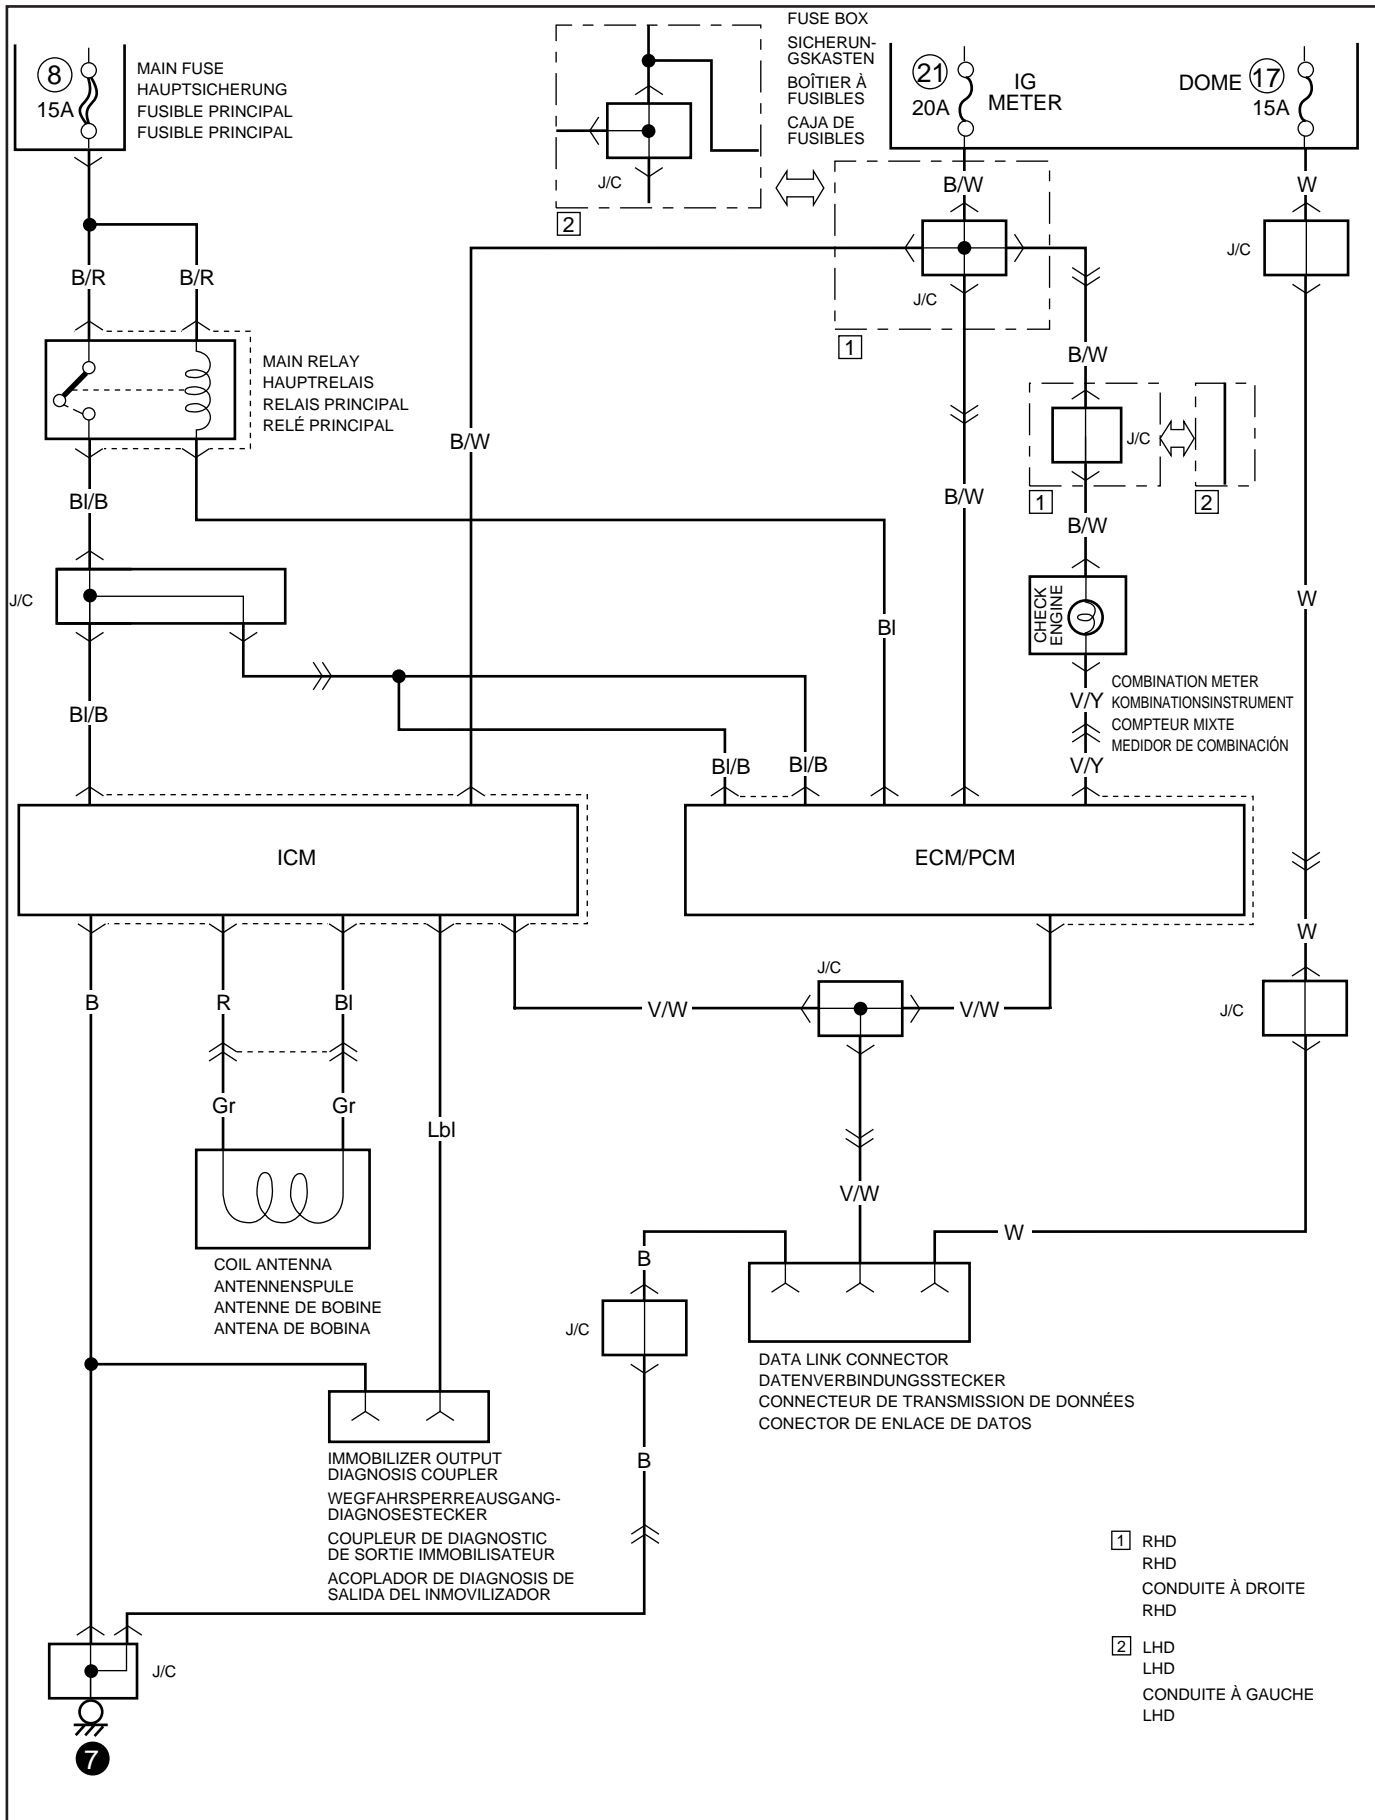 8
15A
MAIN FUSE
HAUPTSICHERUNG
FUSIBLE PRINCIPAL
FUSIBLE PRINCIPAL
J/C
2
FUSE BOX
SICHERUN-
GSKASTEN
BOÎTIER À
FUSIBLES
CAJA DE
FUSIBLES
21
20A
IG
METER
DOME
17
15A
B/W
W
J/C
J/C
1
B/R
B/R
MAIN RELAY
HAUPTRELAIS
RELAIS PRINCIPAL
RELÉ PRINCIPAL
B/W
B/W
J/C
1
2
B/W
B/W
Bl/B
J/C
Bl
CHECK
ENGINE
W
Bl/B
V/Y
COMBINATION METER
KOMBINATIONSINSTRUMENT
COMPTEUR MIXTE
MEDIDOR DE COMBINACIÓN
V/Y
Bl/B
Bl/B
ICM
ECM/PCM
W
J/C
B
R
Bl
V/W
V/W
J/C
Gr
Gr
Lbl
V/W
COIL ANTENNA
ANTENNENSPULE
ANTENNE DE BOBINE
ANTENA DE BOBINA
B
W
J/C
DATA LINK CONNECTOR
DATENVERBINDUNGSSTECKER
CONNECTEUR DE TRANSMISSION DE DONNÉES
CONECTOR DE ENLACE DE DATOS
IMMOBILIZER OUTPUT
DIAGNOSIS COUPLER
WEGFAHRSPERREAUSGANG-
DIAGNOSESTECKER
COUPLEUR DE DIAGNOSTIC
DE SORTIE IMMOBILISATEUR
ACOPLADOR DE DIAGNOSIS DE
SALIDA DEL INMOVILIZADOR
B
1 RHD
RHD
CONDUITE À DROITE
RHD
2 LHD
LHD
CONDUITE À GAUCHE
LHD
J/C
7